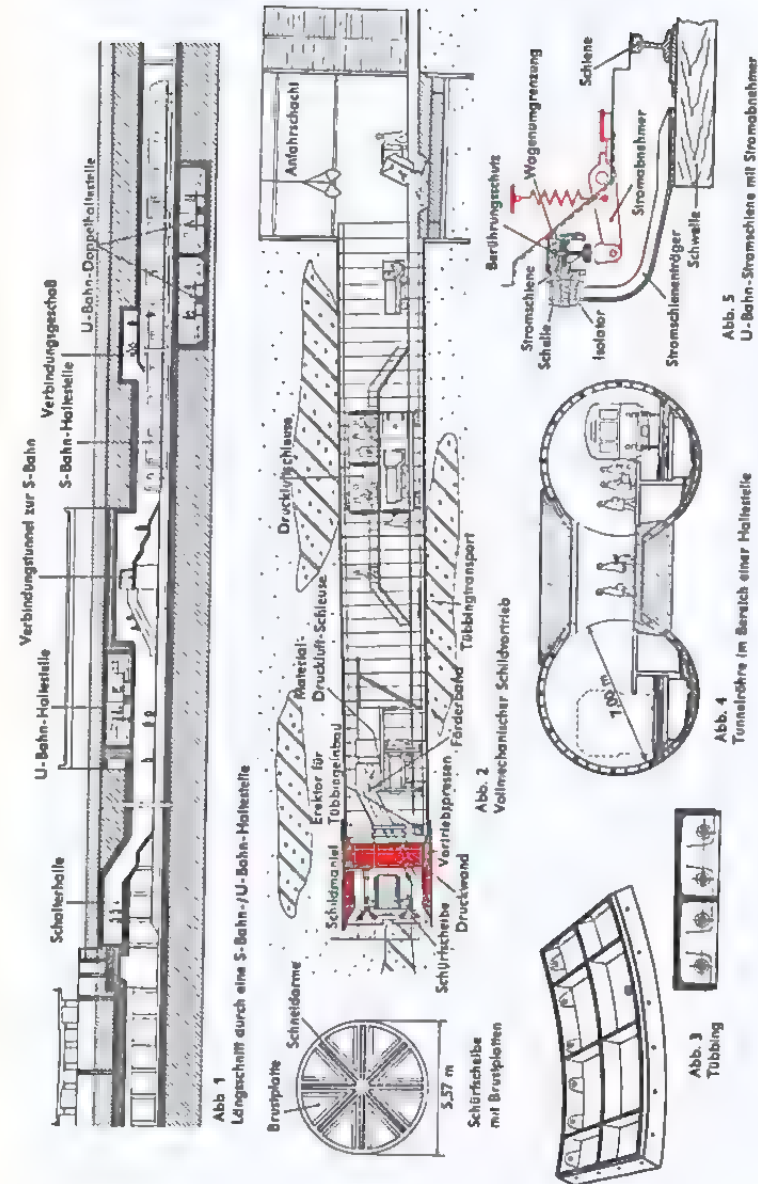 Schalterhalle
U-Bahn-Haltestelle
Verbindungstunnel zur S-Bahn
S-Bahn-Haltestelle
Verbindungsgeschoß
U-Bahn-Doppelhaltestelle
Abb 1
Längsschnitt durch eine S-Bahn-/U-Bahn-Haltestelle
Brustplatte
Schneidarme
5,57 m
Schürfscheibe
mit Brustplatten
Schildmantel
Erektor für
Tübbingeinbau
Material-
Druckluft-Schleuse
Druckluftschleuse
Anfahrschacht
Schürfscheibe
Druckwand
Vortriebspressen
Förderband
Tübbingtransport
Abb. 2
Vollmechanischer Schildvortrieb
Abb. 3
Tübbing
7,00 m
Abb. 4
Tunnelröhre im Bereich einer Haltestelle
Berührungsschutz
Wagenumgrenzung
Stromschiene
Schelle
Isolator
Stromschienenträger
Schwelle
Stromabnehmer
Schiene
Abb. 5
U-Bahn-Stromschiene mit Stromabnehmer